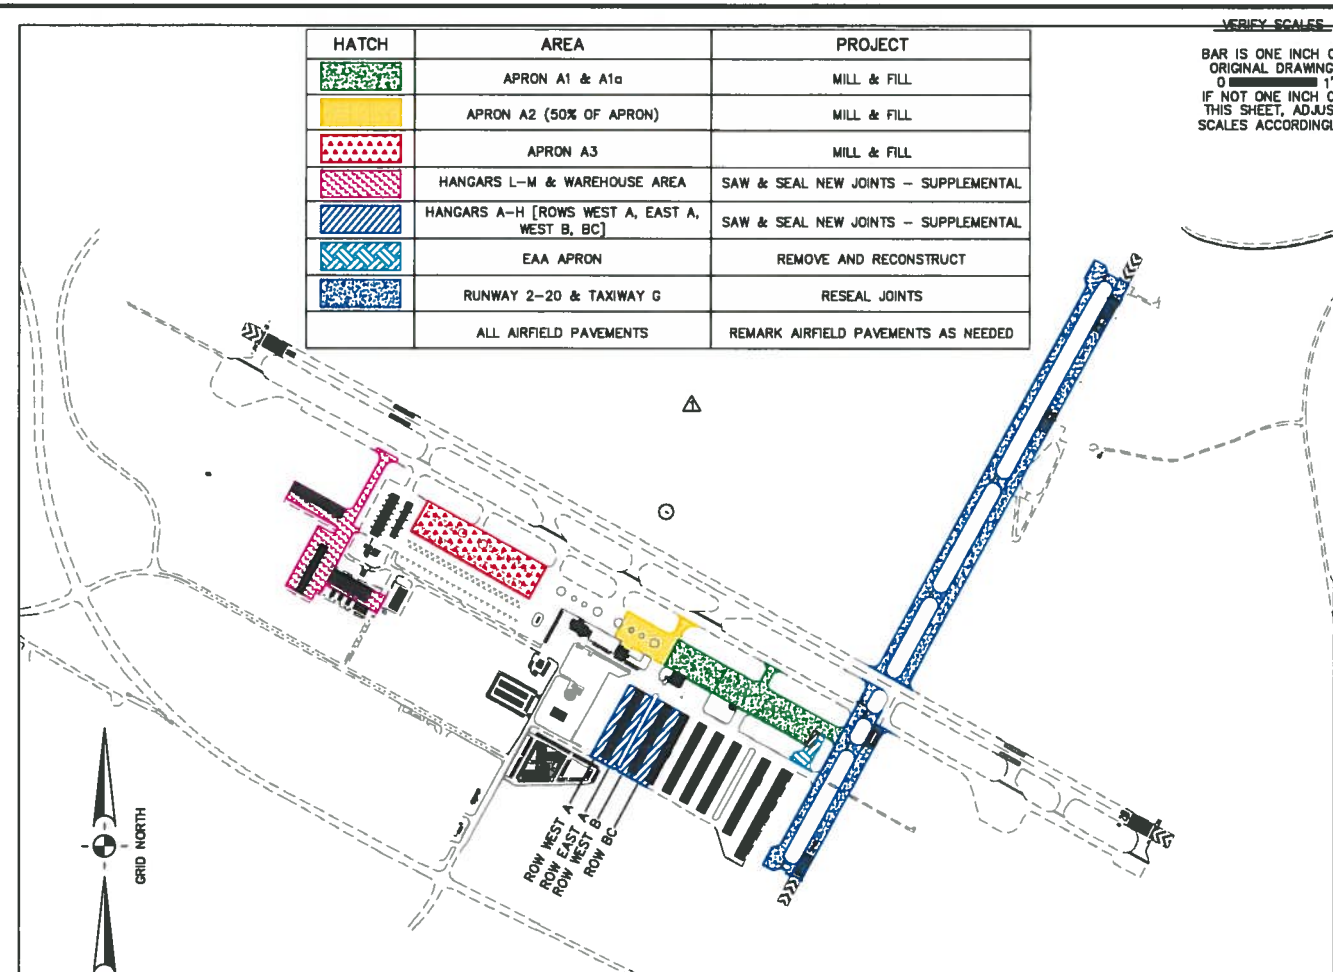 HATCH AREA PROJECT
APRON A1 & A1a MILL & FILL
APRON A2 (50% OF APRON) MILL & FILL
APRON A3 MILL & FILL
HANGARS L-M & WAREHOUSE AREA SAW & SEAL NEW JOINTS - SUPPLEMENTAL
HANGARS A-H [ROWS WEST A, EAST A,
WEST B, BC] SAW & SEAL NEW JOINTS - SUPPLEMENTAL
EAA APRON REMOVE AND RECONSTRUCT
RUNWAY 2-20 & TAXIWAY G RESEAL JOINTS
ALL AIRFIELD PAVEMENTS REMARK AIRFIELD PAVEMENTS AS NEEDED
VERIFY SCALES
BAR IS ONE INCH O
ORIGINAL DRAWING
0 1"
IF NOT ONE INCH O
THIS SHEET, ADJUS
SCALES ACCORDINGL
1
ROW WEST A
ROW EAST A
ROW WEST B
ROW BC
GRID NORTH